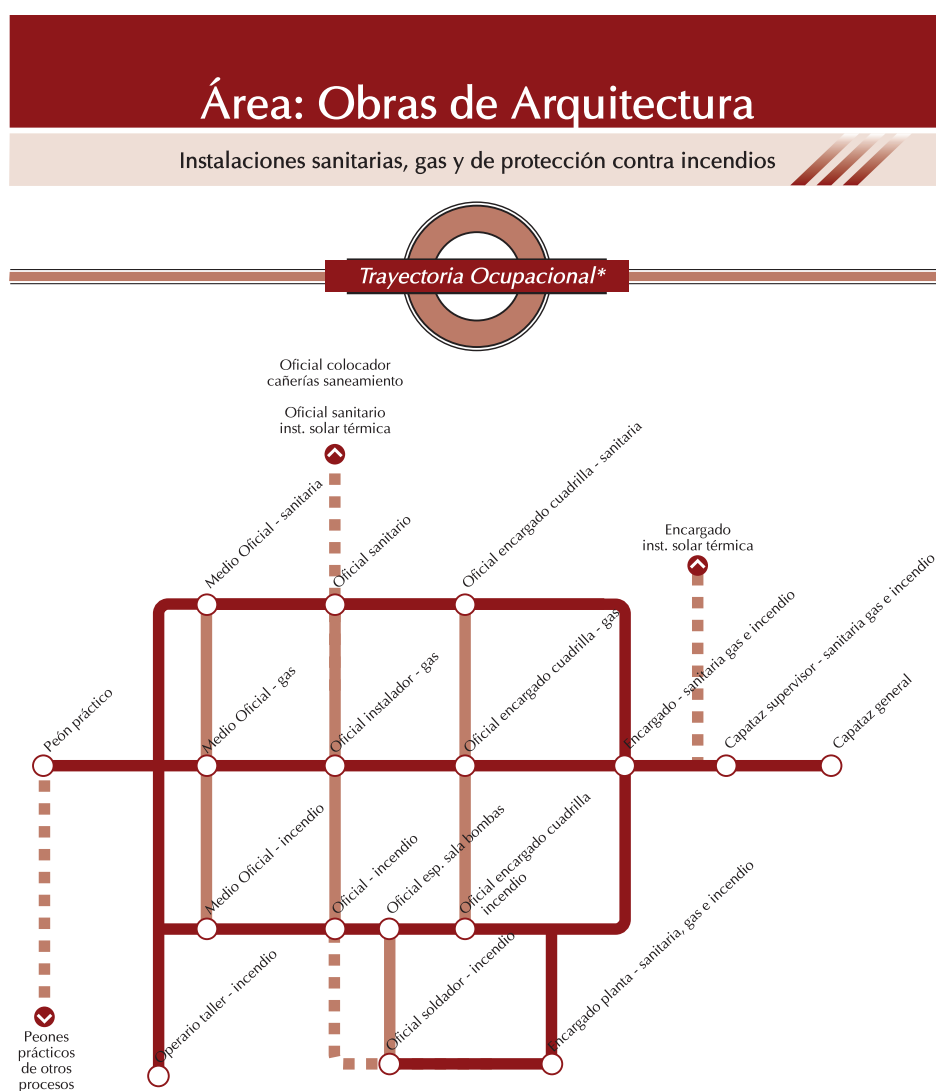 Área: Obras de Arquitectura
Instalaciones sanitarias, gas y de protección contra incendios
Trayectoria Ocupacional*
Oficial colocador
cañerías saneamiento
Oficial sanitario
inst. solar térmica
Medio Oficial - sanitaria
Oficial sanitario
Oficial encargado cuadrilla - sanitaria
Encargado
inst. solar térmica
Peón práctico
Medio Oficial - gas
Oficial instalador - gas
Oficial encargado cuadrilla - gas
Encargado - sanitaria gas e incendio
Capataz supervisor - sanitaria gas e incendio
Capataz general
Medio Oficial - incendio
Oficial - incendio
Oficial esp. sala bombas
Oficial encargado cuadrilla
incendio
Operario taller - incendio
Oficial soldador - incendio
Encargado planta - sanitaria, gas e incendio
Peones
prácticos
de otros
procesos